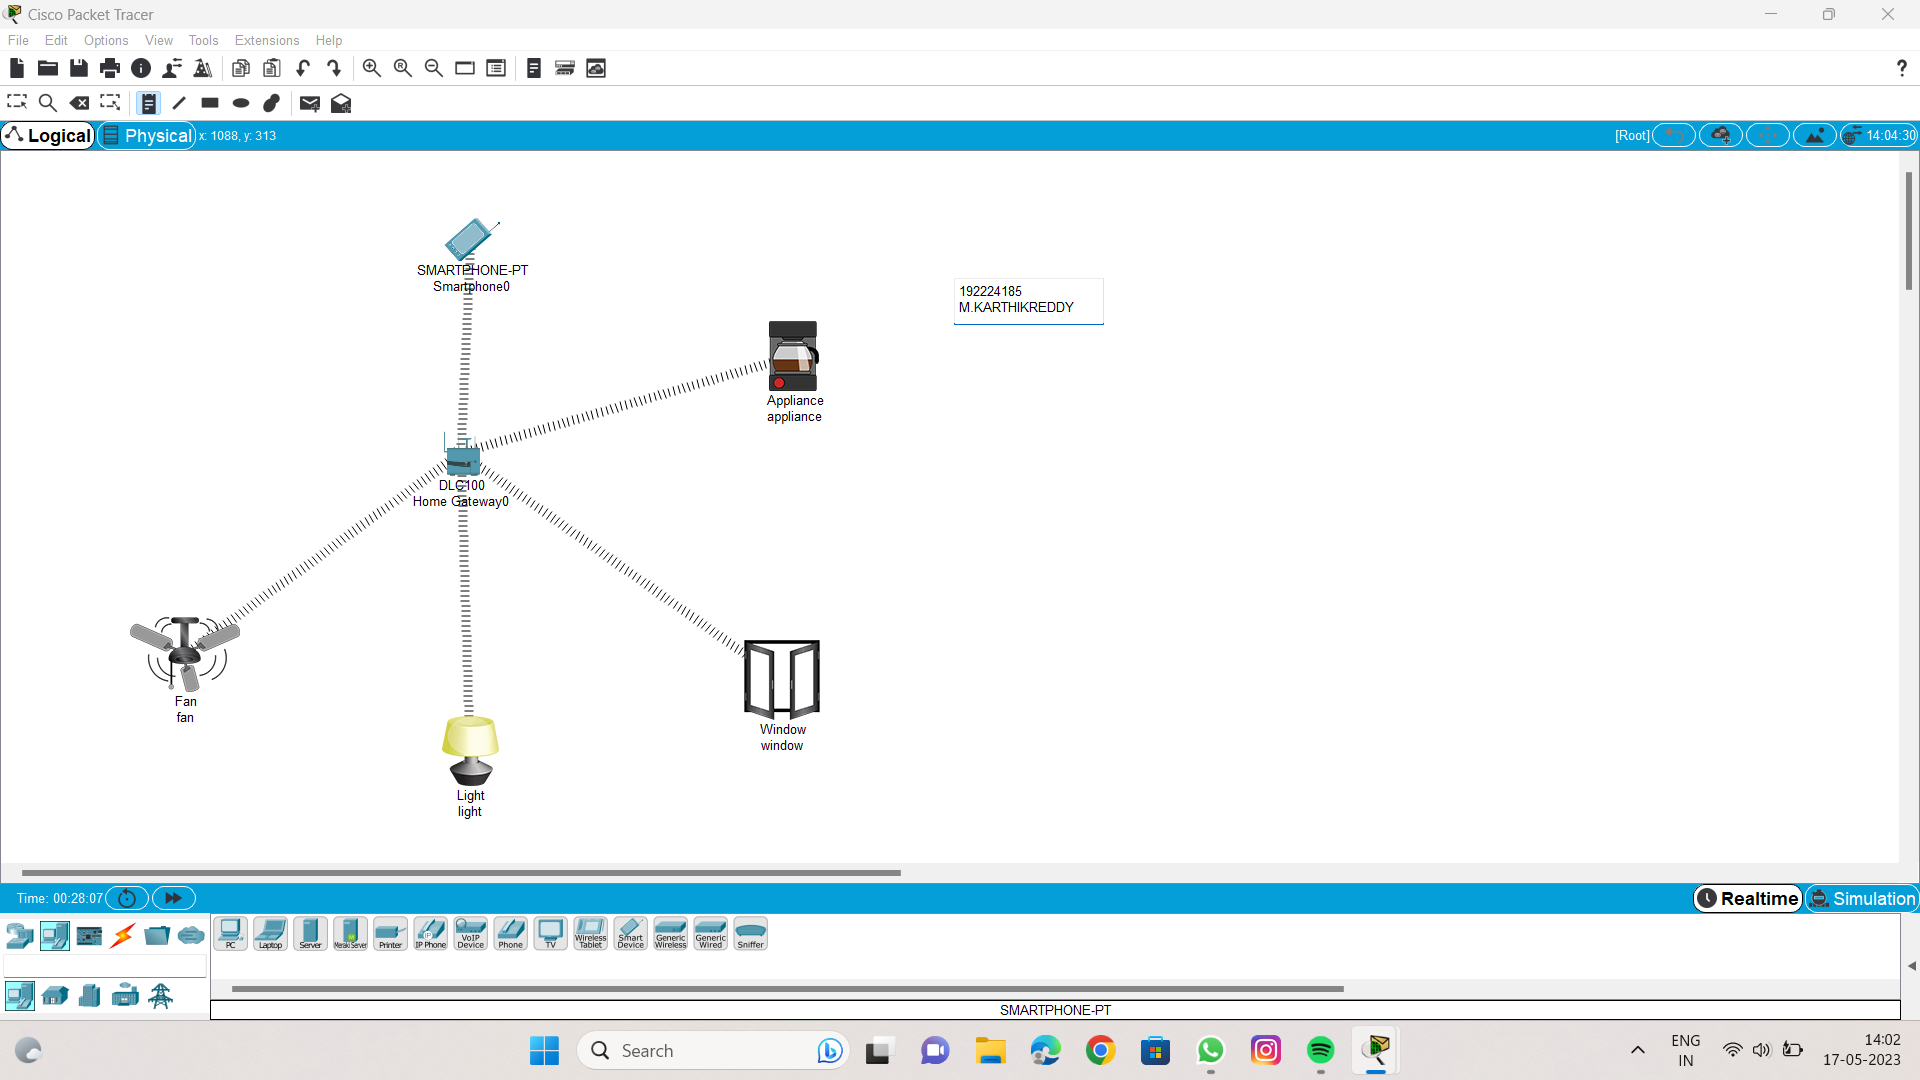 Cisco Packet Tracer
File Edit Options View Tools Extensions Help
?
Logical Physical x: 1088, y: 313 [Root] 14:04:30
SMARTPHONE-PT
Smartphone0
192224185
M.KARTHIKREDDY
Appliance
appliance
DLC100
Home Gateway0
Fan
fan
Window
window
Light
light
Time: 00:28:07 Realtime Simulation
PC Laptop Server Meraki Server Printer IP Phone VoIP Device Phone TV Wireless Tablet Smart Device Generic Wireless Generic Wired Sniffer
SMARTPHONE-PT
Search
ENG
IN
14:02
17-05-2023